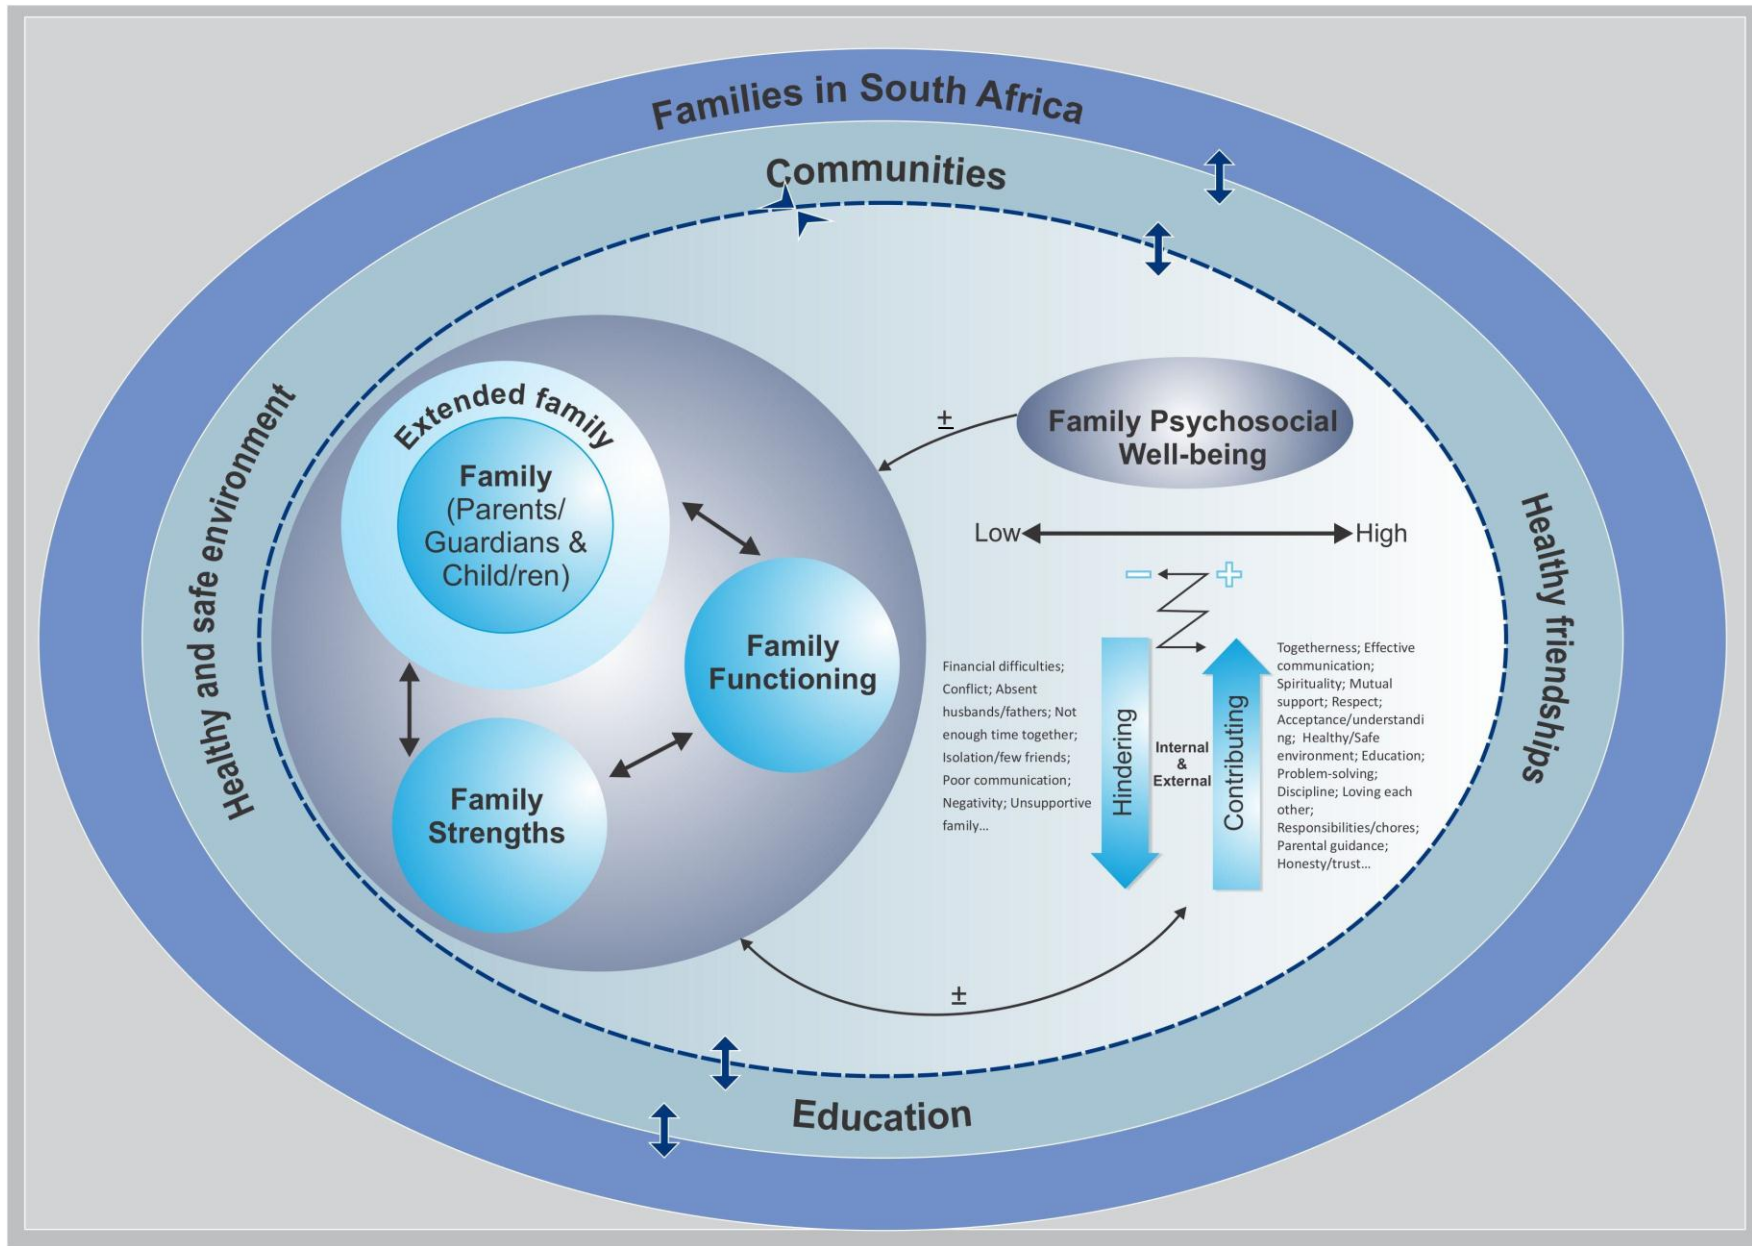 Families in South Africa
Communities
Healthy and safe environment
Extended family
Family
(Parents/
Guardians &
Child/ren)
Family
Functioning
Family
Strengths
±
Family Psychosocial
Well-being
Low
High
Financial difficulties;
Conflict; Absent
husbands/fathers; Not
enough time together;
Isolation/few friends;
Poor communication;
Negativity; Unsupportive
family…
Hindering
Internal
&
External
Contributing
Togetherness; Effective
communication;
Spirituality; Mutual
support; Respect;
Acceptance/understandi
ng; Healthy/Safe
environment; Education;
Problem-solving;
Discipline; Loving each
other;
Responsibilities/chores;
Parental guidance;
Honesty/trust…
±
Healthy friendships
Education